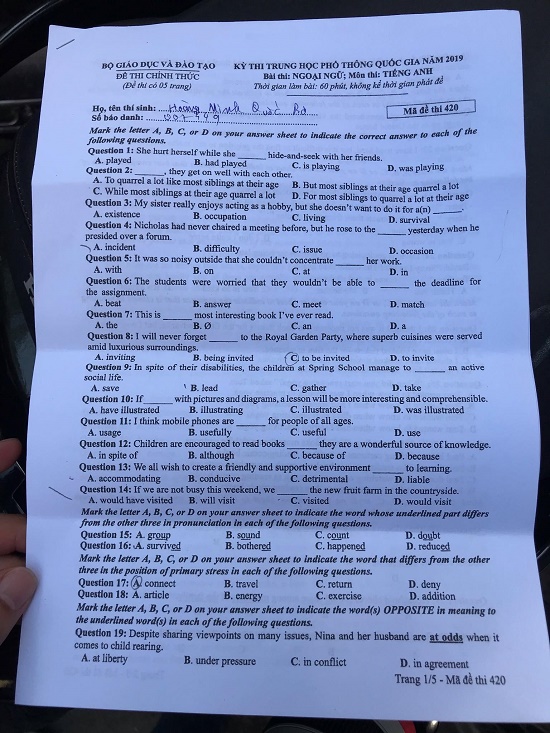 BỘ GIÁO DỤC VÀ ĐÀO TẠO
ĐỀ THI CHÍNH THỨC
(Đề thi có 05 trang)
KỲ THI TRUNG HỌC PHỔ THÔNG QUỐC GIA NĂM 2019
Bài thi: NGOẠI NGỮ; Môn thi: TIẾNG ANH
Thời gian làm bài: 60 phút, không kể thời gian phát đề
Họ, tên thí sinh: Hoàng Minh Quốc
Số báo danh:
Mã đề thi 420
Mark the letter A, B, C, or D on your answer sheet to indicate the correct answer to each of the
following questions.
Question 1: She hurt herself while she ______ hide-and-seek with her friends.
A. played B. had played C. is playing D. was playing
Question 2: ______, they get on well with each other.
A. To quarrel a lot like most siblings at their age B. But most siblings at their age quarrel a lot
C. While most siblings at their age quarrel a lot D. For most siblings to quarrel a lot at their age
Question 3: My sister really enjoys acting as a hobby, but she doesn't want to do it for a(n) ______.
A. existence B. occupation C. living D. survival
Question 4: Nicholas had never chaired a meeting before, but he rose to the ______ yesterday when he
presided over a forum.
A. incident B. difficulty C. issue D. occasion
Question 5: It was so noisy outside that she couldn't concentrate ______ her work.
A. with B. on C. at D. in
Question 6: The students were worried that they wouldn't be able to ______ the deadline for
the assignment.
A. beat B. answer C. meet D. match
Question 7: This is ______ most interesting book I've ever read.
A. the B. Ø C. an D. a
Question 8: I will never forget ______ to the Royal Garden Party, where superb cuisines were served
amid luxurious surroundings.
A. inviting B. being invited C. to be invited D. to invite
Question 9: In spite of their disabilities, the children at Spring School manage to ______ an active
social life.
A. save B. lead C. gather D. take
Question 10: If ______ with pictures and diagrams, a lesson will be more interesting and comprehensible.
A. have illustrated B. illustrating C. illustrated D. was illustrated
Question 11: I think mobile phones are ______ for people of all ages.
A. usage B. usefully C. useful D. use
Question 12: Children are encouraged to read books ______ they are a wonderful source of knowledge.
A. in spite of B. although C. because of D. because
Question 13: We all wish to create a friendly and supportive environment ______ to learning.
A. accommodating B. conducive C. detrimental D. liable
Question 14: If we are not busy this weekend, we ______ the new fruit farm in the countryside.
A. would have visited B. will visit C. visited D. would visit
Mark the letter A, B, C, or D on your answer sheet to indicate the word whose underlined part differs
from the other three in pronunciation in each of the following questions.
Question 15: A. group B. sound C. count D. doubt
Question 16: A. survived B. bothered C. happened D. reduced
Mark the letter A, B, C, or D on your answer sheet to indicate the word that differs from the other
three in the position of primary stress in each of the following questions.
Question 17: A. connect B. travel C. return D. deny
Question 18: A. article B. energy C. exercise D. addition
Mark the letter A, B, C, or D on your answer sheet to indicate the word(s) OPPOSITE in meaning to
the underlined word(s) in each of the following questions.
Question 19: Despite sharing viewpoints on many issues, Nina and her husband are at odds when it
comes to child rearing.
A. at liberty B. under pressure C. in conflict D. in agreement
Trang 1/5 - Mã đề thi 420